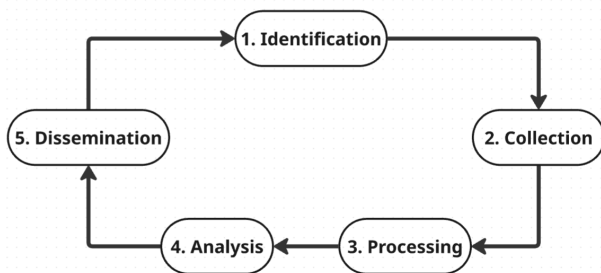 1. Identification
2. Collection
3. Processing
4. Analysis
5. Dissemination